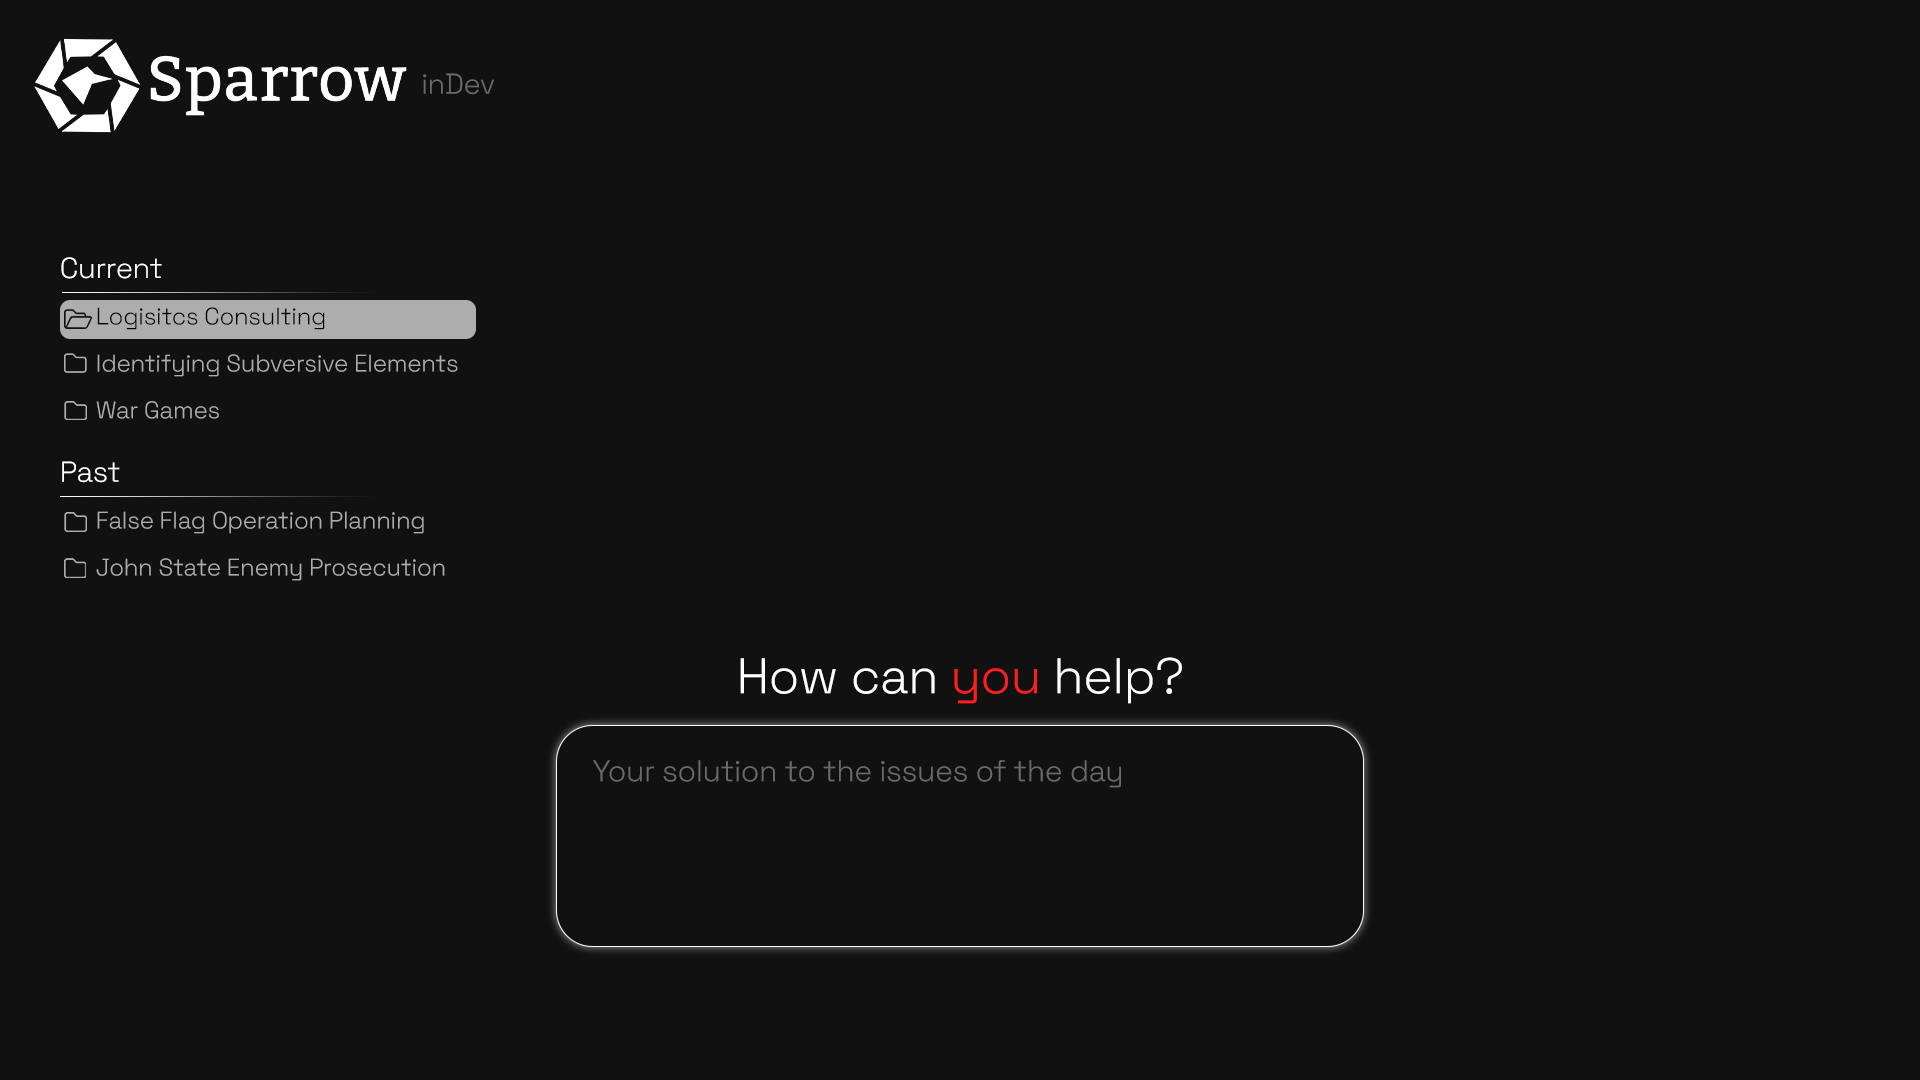 Sparrow inDev
Current
Logisitcs Consulting
Identifying Subversive Elements
War Games
Past
False Flag Operation Planning
John State Enemy Prosecution
How can you help?
Your solution to the issues of the day